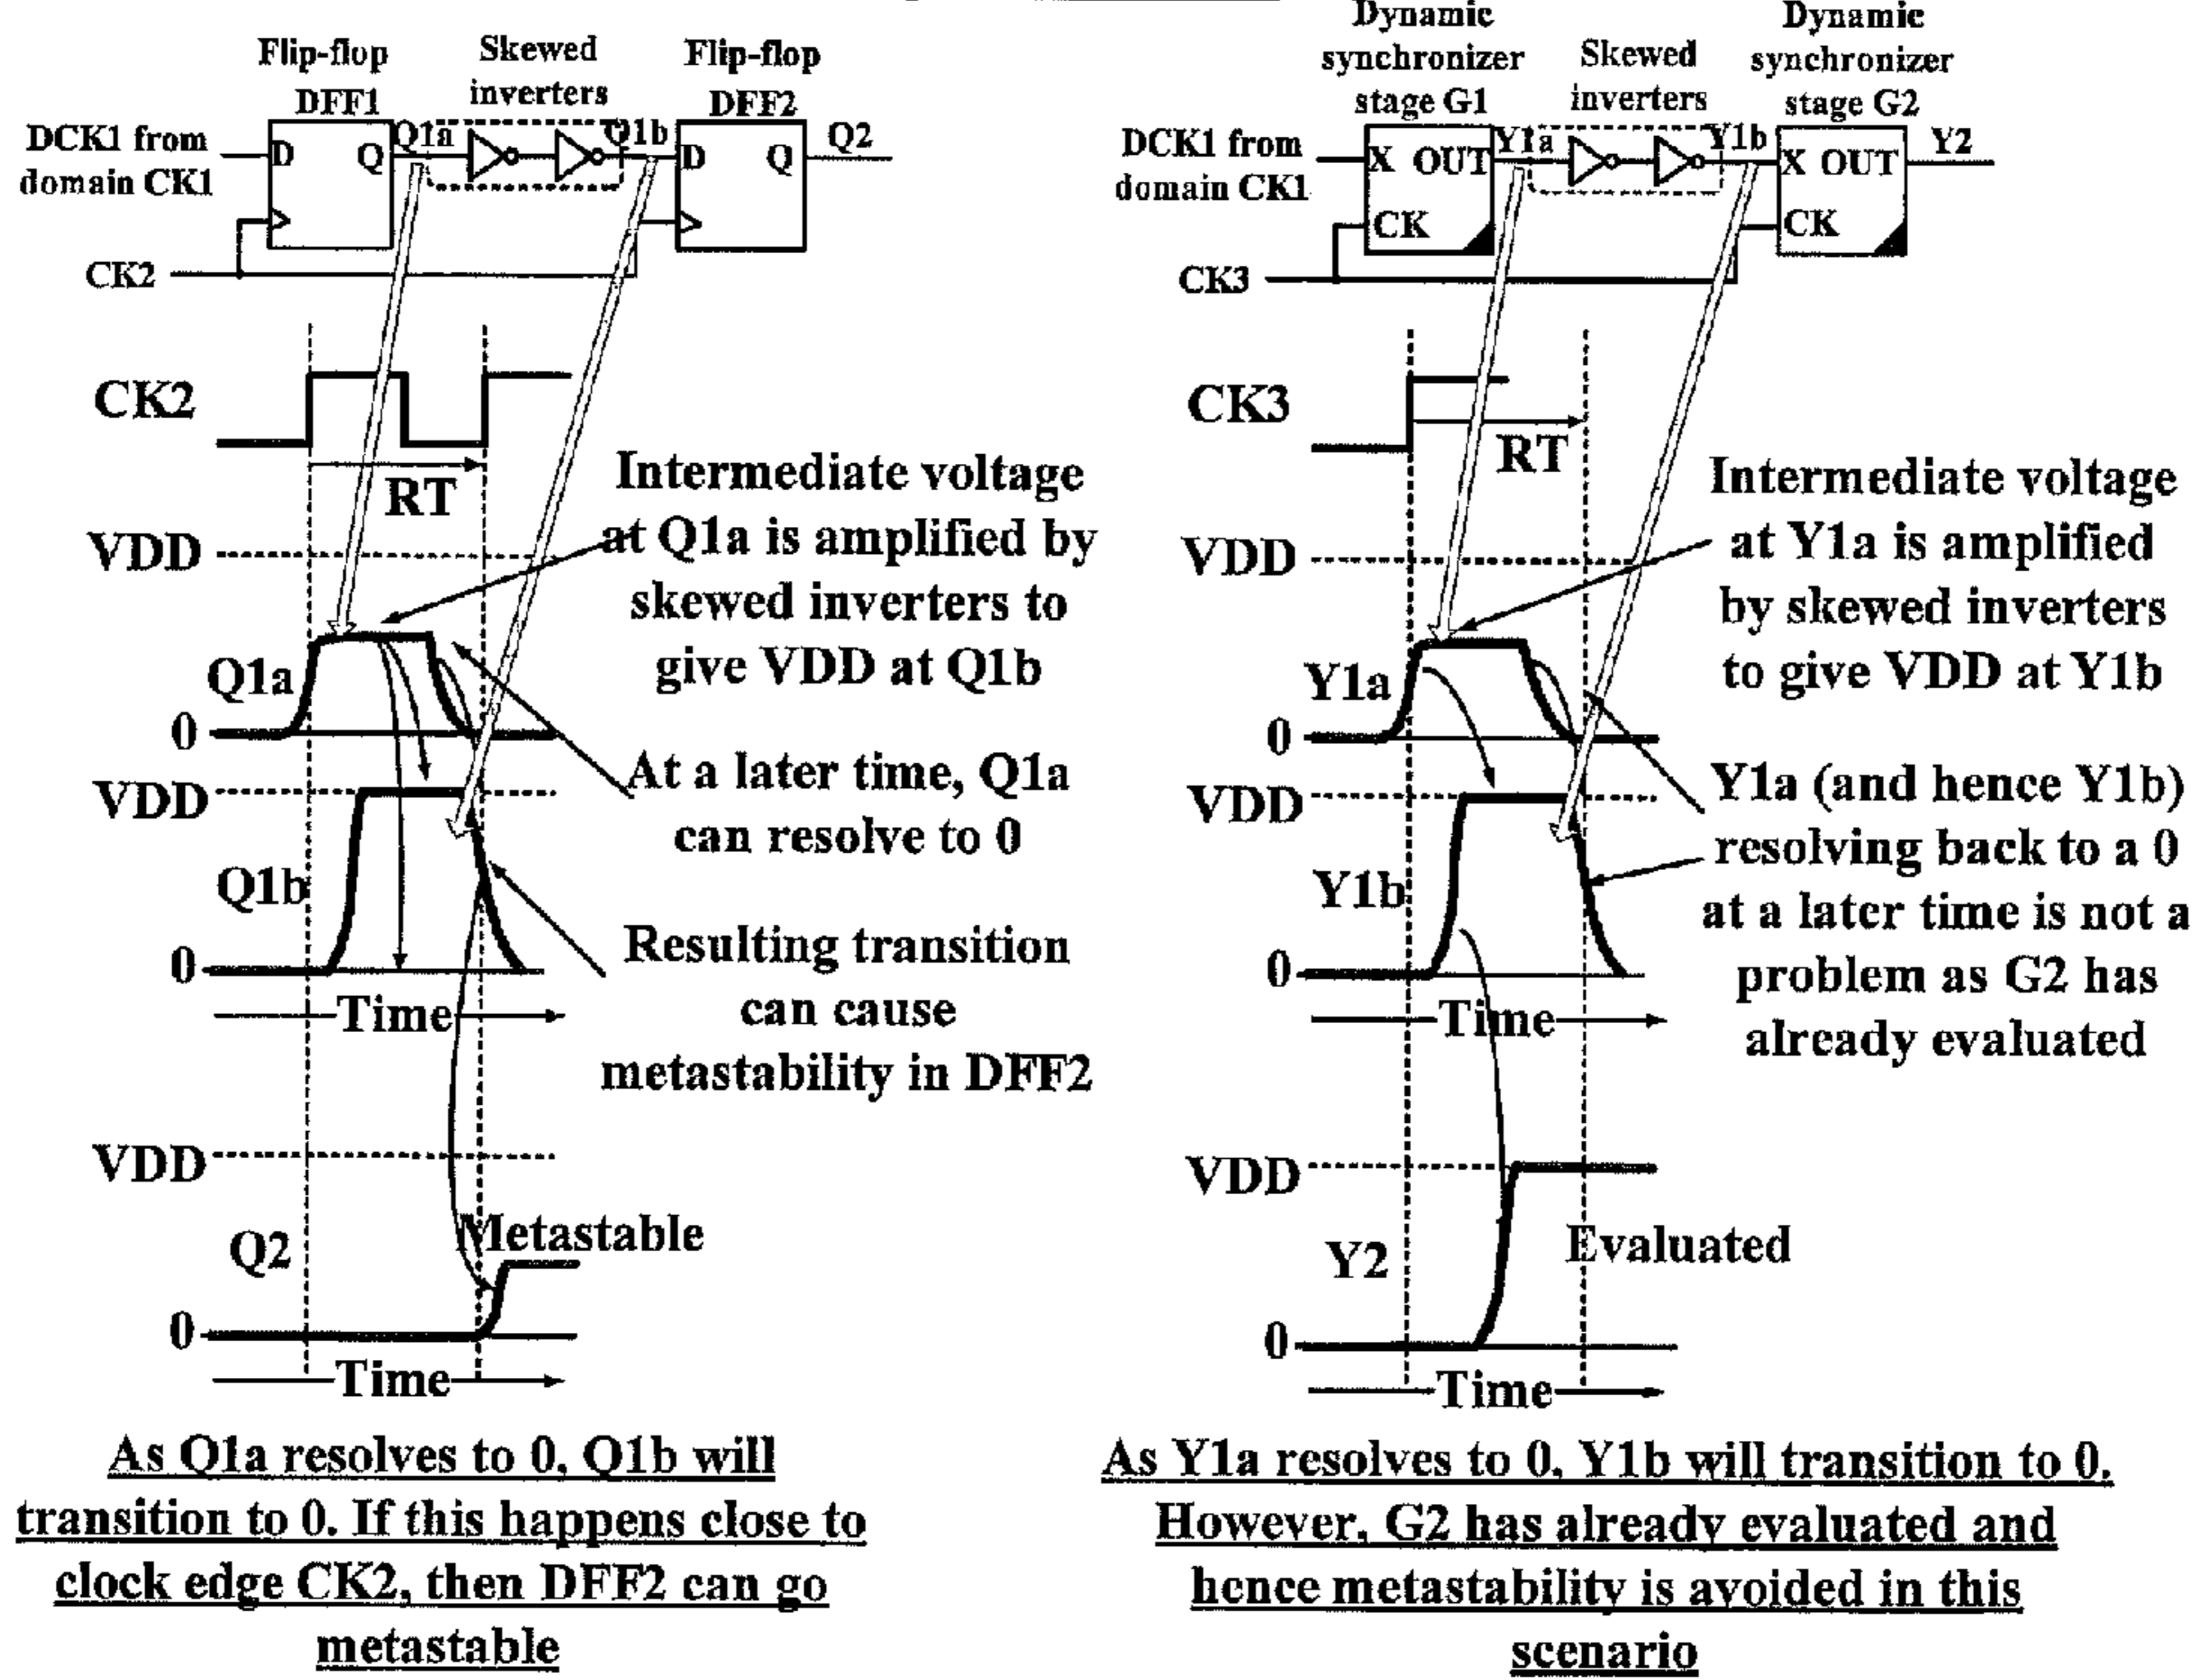 Flip-flop
DFF1
Skewed
inverters
Flip-flop
DFF2
DCK1 from
domain CK1
D
Q
Q1a
Q1b
D
Q
Q2
CK2
CK2
RT
VDD
Intermediate voltage
at Q1a is amplified by
skewed inverters to
give VDD at Q1b
Q1a
0
At a later time, Q1a
can resolve to 0
VDD
Q1b
0
Resulting transition
can cause
metastability in DFF2
Time
VDD
Metastable
Q2
0
Time
As Q1a resolves to 0, Q1b will
transition to 0. If this happens close to
clock edge CK2, then DFF2 can go
metastable
Dynamic
synchronizer
stage G1
Skewed
inverters
Dynamic
synchronizer
stage G2
DCK1 from
domain CK1
X OUT
CK
Y1a
Y1b
X OUT
CK
Y2
CK3
CK3
RT
VDD
Intermediate voltage
at Y1a is amplified
by skewed inverters
to give VDD at Y1b
Y1a
0
VDD
Y1a (and hence Y1b)
resolving back to a 0
at a later time is not a
problem as G2 has
already evaluated
Y1b
0
Time
VDD
Evaluated
Y2
0
Time
As Y1a resolves to 0, Y1b will transition to 0.
However, G2 has already evaluated and
hence metastability is avoided in this
scenario